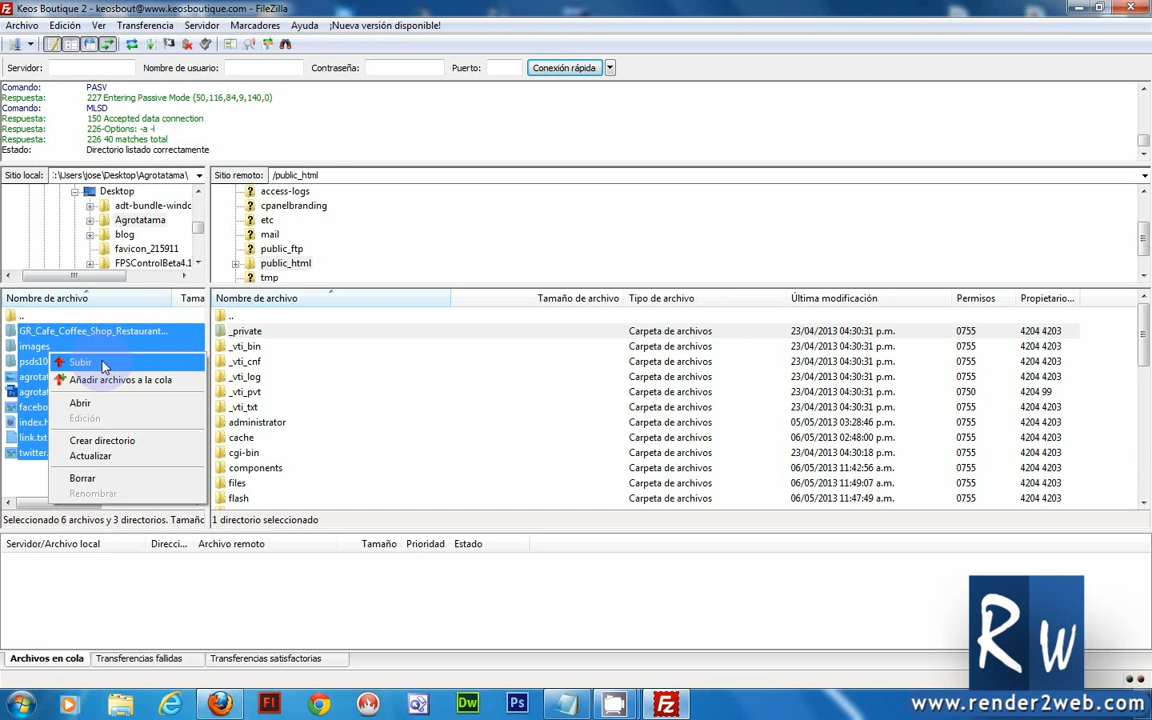 Keos Boutique 2 - keosbout@www.keosboutique.com - FileZilla
Archivo Edición Ver Transferencia Servidor Marcadores Ayuda ¡Nueva versión disponible!
Servidor: Nombre de usuario: Contraseña: Puerto: Conexión rápida
Comando: PASV
Respuesta: 227 Entering Passive Mode (50,116,84,9,140,0)
Comando: MLSD
Respuesta: 150 Accepted data connection
Respuesta: 226-Options: -a -l
Respuesta: 226 40 matches total
Estado: Directorio listado correctamente
Sitio local: :\Users\jose\Desktop\Agrotatama\ Sitio remoto: /public_html
Desktop
adt-bundle-windc
Agrotatama
blog
favicon_215911
FPSControlBeta4.1
access-logs
cpanelbranding
etc
mail
public_ftp
public_html
tmp
Nombre de archivo Tama
..
GR_Cafe_Coffee_Shop_Restaurant...
images
psds10
agrotat
agrotat
facebo
index.h
link.txt
twitter.
Subir
Añadir archivos a la cola
Abrir
Edición
Crear directorio
Actualizar
Borrar
Renombrar
Seleccionado 6 archivos y 3 directorios. Tamaño
Nombre de archivo Tamaño de archivo Tipo de archivo Última modificación Permisos Propietario...
..
_private Carpeta de archivos 23/04/2013 04:30:31 p.m. 0755 4204 4203
_vti_bin Carpeta de archivos 23/04/2013 04:30:31 p.m. 0755 4204 4203
_vti_cnf Carpeta de archivos 23/04/2013 04:30:31 p.m. 0755 4204 4203
_vti_log Carpeta de archivos 23/04/2013 04:30:31 p.m. 0755 4204 4203
_vti_pvt Carpeta de archivos 23/04/2013 04:30:31 p.m. 0750 4204 99
_vti_txt Carpeta de archivos 23/04/2013 04:30:31 p.m. 0755 4204 4203
administrator Carpeta de archivos 05/05/2013 03:28:46 p.m. 0755 4204 4203
cache Carpeta de archivos 06/05/2013 02:48:00 p.m. 0755 4204 4203
cgi-bin Carpeta de archivos 23/04/2013 04:30:18 p.m. 0755 4204 4203
components Carpeta de archivos 06/05/2013 11:42:56 a.m. 0755 4204 4203
files Carpeta de archivos 06/05/2013 11:49:07 a.m. 0755 4204 4203
flash Carpeta de archivos 06/05/2013 11:47:49 a.m. 0755 4204 4203
1 directorio seleccionado
Servidor/Archivo local Direcci... Archivo remoto Tamaño Prioridad Estado
Archivos en cola Transferencias fallidas Transferencias satisfactorias
RW
Fl Dw Ps Fz
www.render2web.com